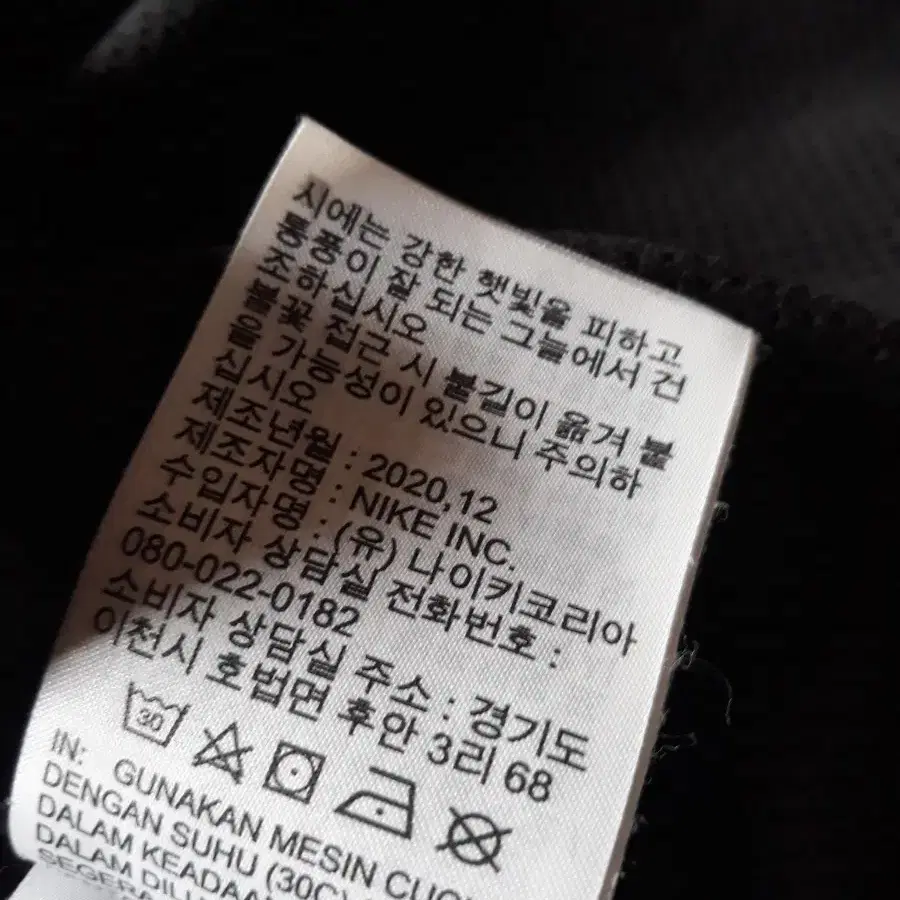 시에는 강한 햇빛을 피하고
통풍이 잘 되는 그늘에서 건
조하십시오
불꽃 접근 시 불길이 옮겨 붙
을 가능성이 있으니 주의하
십시오
제조년월 : 2020.12
제조자명 : NIKE INC.
수입자명 : (유) 나이키코리아
소비자 상담실 전화번호 :
080-022-0182
소비자 상담실 주소 : 경기도
이천시 호법면 후안 3리 68
30
IN: GUNAKAN MESIN
DENGAN SUHU (30C)
DALAM KEADAA
SEGERA